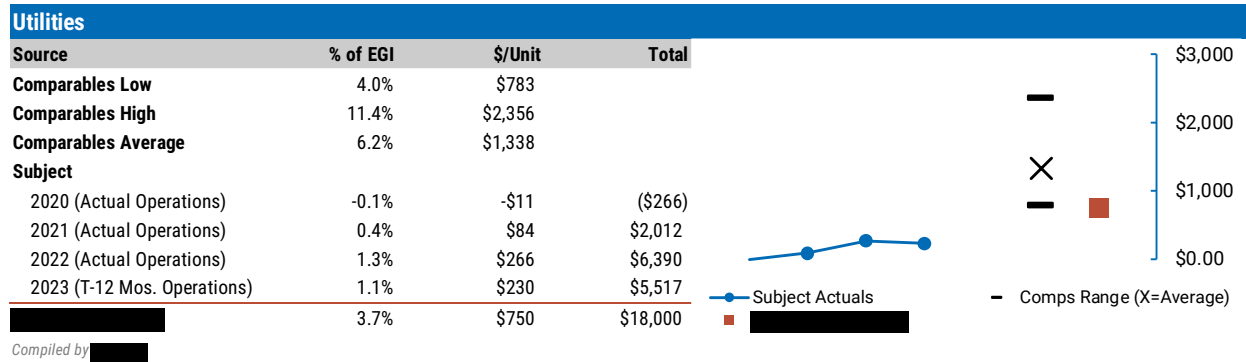 Utilities
Source % of EGI $/Unit Total
Comparables Low 4.0% $783
Comparables High 11.4% $2,356
Comparables Average 6.2% $1,338
Subject
2020 (Actual Operations) -0.1% -$11 ($266)
2021 (Actual Operations) 0.4% $84 $2,012
2022 (Actual Operations) 1.3% $266 $6,390
2023 (T-12 Mos. Operations) 1.1% $230 $5,517
3.7% $750 $18,000
Compiled by
$3,000
$2,000
$1,000
$0.00
Subject Actuals
Comps Range (X=Average)